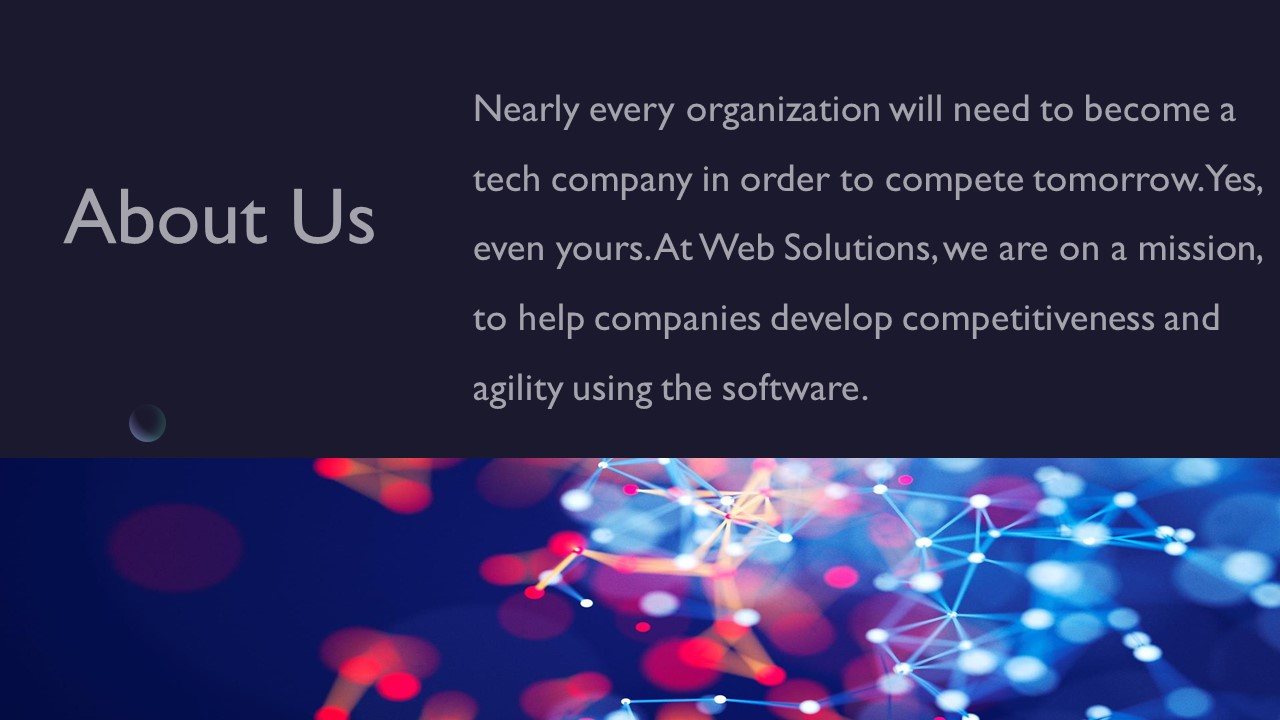 About Us
Nearly every organization will need to become a
tech company in order to compete tomorrow. Yes,
even yours. At Web Solutions, we are on a mission,
to help companies develop competitiveness and
agility using the software.